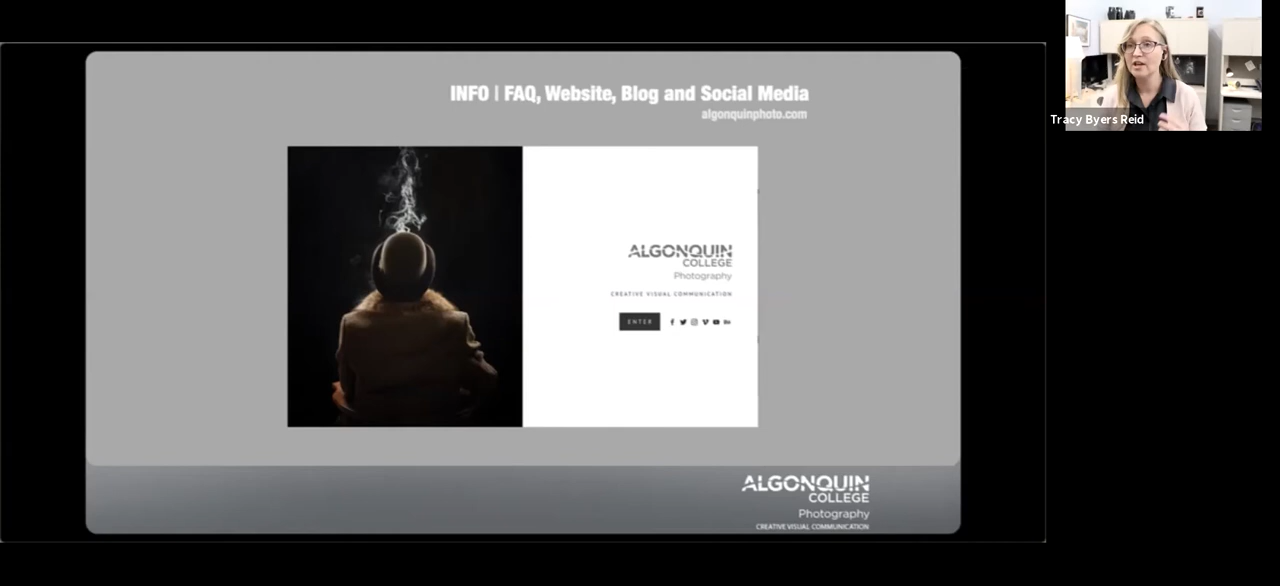 INFO | FAQ, Website, Blog and Social Media
algonquinphoto.com
ALGONQUIN
COLLEGE
Photography
CREATIVE VISUAL COMMUNICATION
ENTER
ALGONQUIN
COLLEGE
Photography
CREATIVE VISUAL COMMUNICATION
Tracy Byers Reid